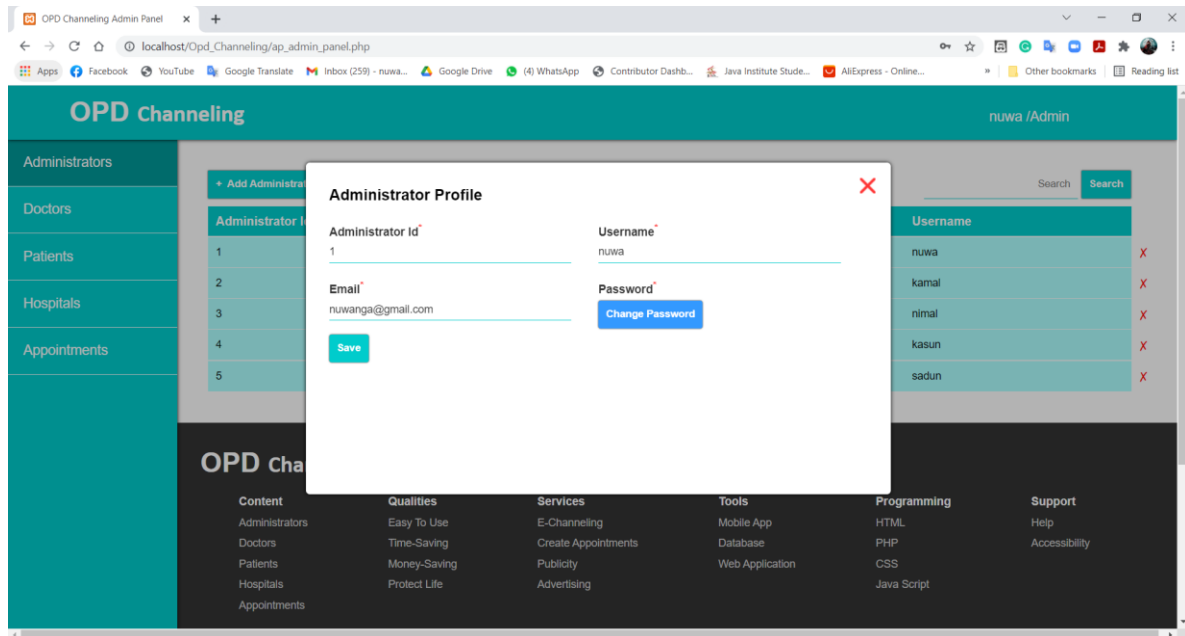 OPD Channeling Admin Panel
localhost/Opd_Channeling/ap_admin_panel.php
Apps Facebook YouTube Google Translate Inbox (259) - nuwa... Google Drive (4) WhatsApp Contributor Dashb... Java Institute Stude... AliExpress - Online... » Other bookmarks Reading list
OPD Channeling
nuwa /Admin
Administrators
Doctors
Patients
Hospitals
Appointments
+ Add Administrat
Search Search
Administrator I
Username
1 nuwa X
2 kamal X
3 nimal X
4 kasun X
5 sadun X
Administrator Profile
Administrator Id*
1
Username*
nuwa
Email*
nuwanga@gmail.com
Password*
Change Password
Save
OPD Cha
Content Qualities Services Tools Programming Support
Administrators Easy To Use E-Channeling Mobile App HTML Help
Doctors Time-Saving Create Appointments Database PHP Accessibility
Patients Money-Saving Publicity Web Application CSS
Hospitals Protect Life Advertising Java Script
Appointments